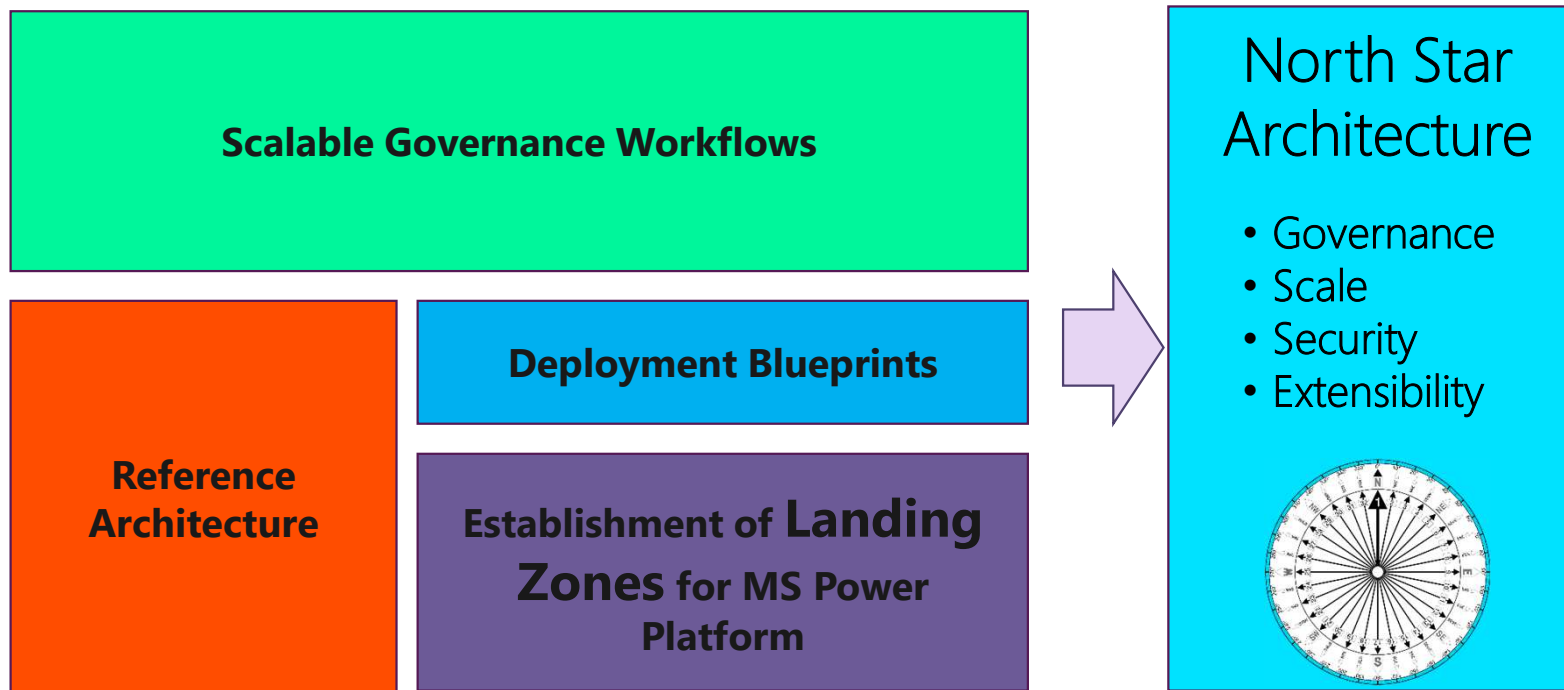 Scalable Governance Workflows
Reference
Architecture
Deployment Blueprints
Establishment of Landing
Zones for MS Power
Platform
North Star
Architecture
• Governance
• Scale
• Security
• Extensibility
N
E
S
W